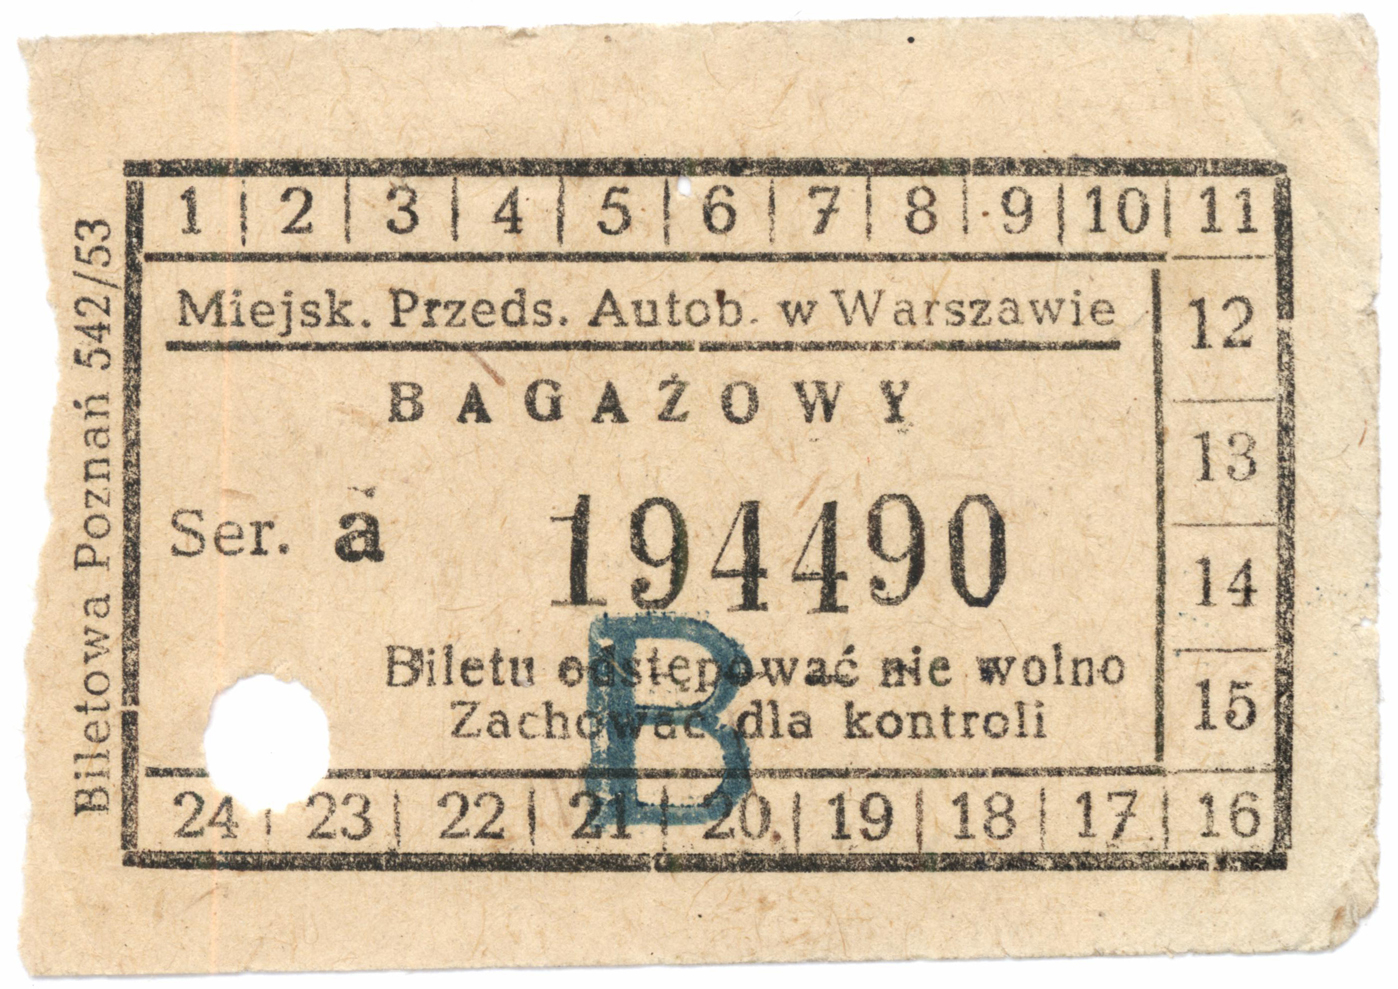 1 2 3 4 5 6 7 8 9 10 11
Miejsk. Przeds. Autob. w Warszawie
12
BAGAŻOWY
13
Ser. a 194490
14
B
Biletu odstępować nie wolno
Zachować dla kontroli
15
24 23 22 21 20 19 18 17 16
Biletowa Poznań 542/53